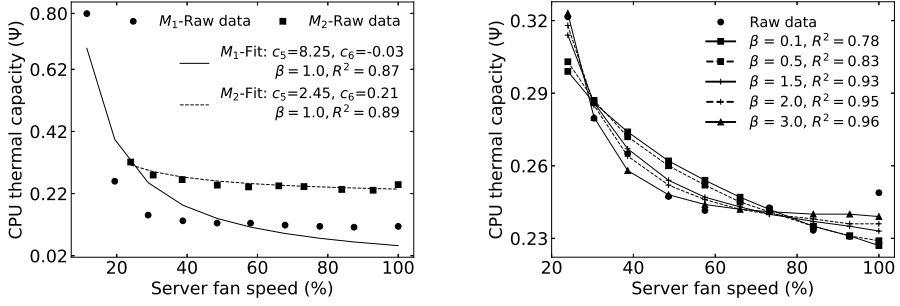 0.80
0.62
0.42
0.22
0.02
CPU thermal capacity (Ψ)
M₁-Raw data
M₂-Raw data
M₁-Fit: c₅=8.25, c₆=-0.03
β = 1.0, R² = 0.87
M₂-Fit: c₅=2.45, c₆=0.21
β = 1.0, R² = 0.89
20 40 60 80 100
Server fan speed (%)
0.32
0.29
0.26
0.23
CPU thermal capacity (Ψ)
Raw data
β = 0.1, R² = 0.78
β = 0.5, R² = 0.83
β = 1.5, R² = 0.93
β = 2.0, R² = 0.95
β = 3.0, R² = 0.96
20 40 60 80 100
Server fan speed (%)